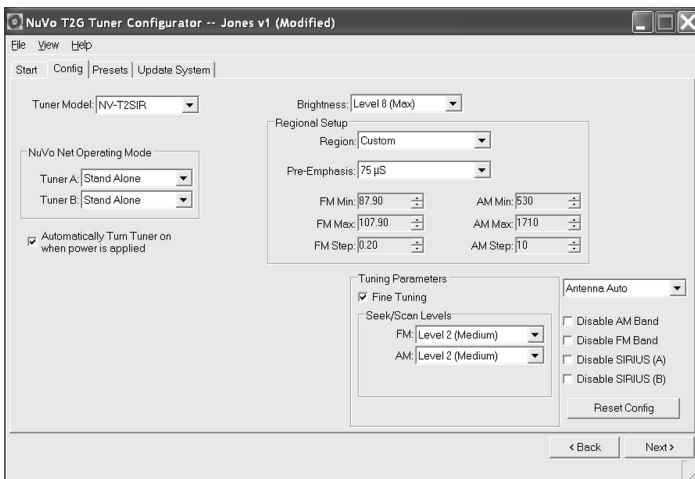 NuVo T2G Tuner Configurator -- Jones v1 (Modified)
File View Help
Start Config Presets Update System
Tuner Model: NV-T2SIR
Brightness: Level 8 (Max)
Regional Setup
Region: Custom
Pre-Emphasis: 75 µS
FM Min: 87.90 AM Min: 530
FM Max: 107.90 AM Max: 1710
FM Step: 0.20 AM Step: 10
NuVo Net Operating Mode
Tuner A: Stand Alone
Tuner B: Stand Alone
Automatically Turn Tuner on
when power is applied
Tuning Parameters
Fine Tuning
Seek/Scan Levels
FM: Level 2 (Medium)
AM: Level 2 (Medium)
Antenna Auto
Disable AM Band
Disable FM Band
Disable SIRIUS (A)
Disable SIRIUS (B)
Reset Config
< Back Next >